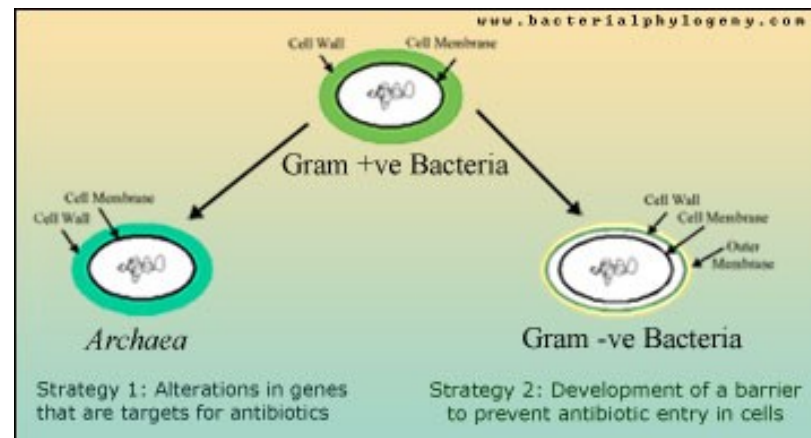 www.bacterialphylogeny.com
Cell Wall
Cell Membrane
Gram +ve Bacteria
Cell Membrane
Cell Wall
Archaea
Cell Wall
Cell Membrane
Outer
Membrane
Gram -ve Bacteria
Strategy 1: Alterations in genes
that are targets for antibiotics
Strategy 2: Development of a barrier
to prevent antibiotic entry in cells